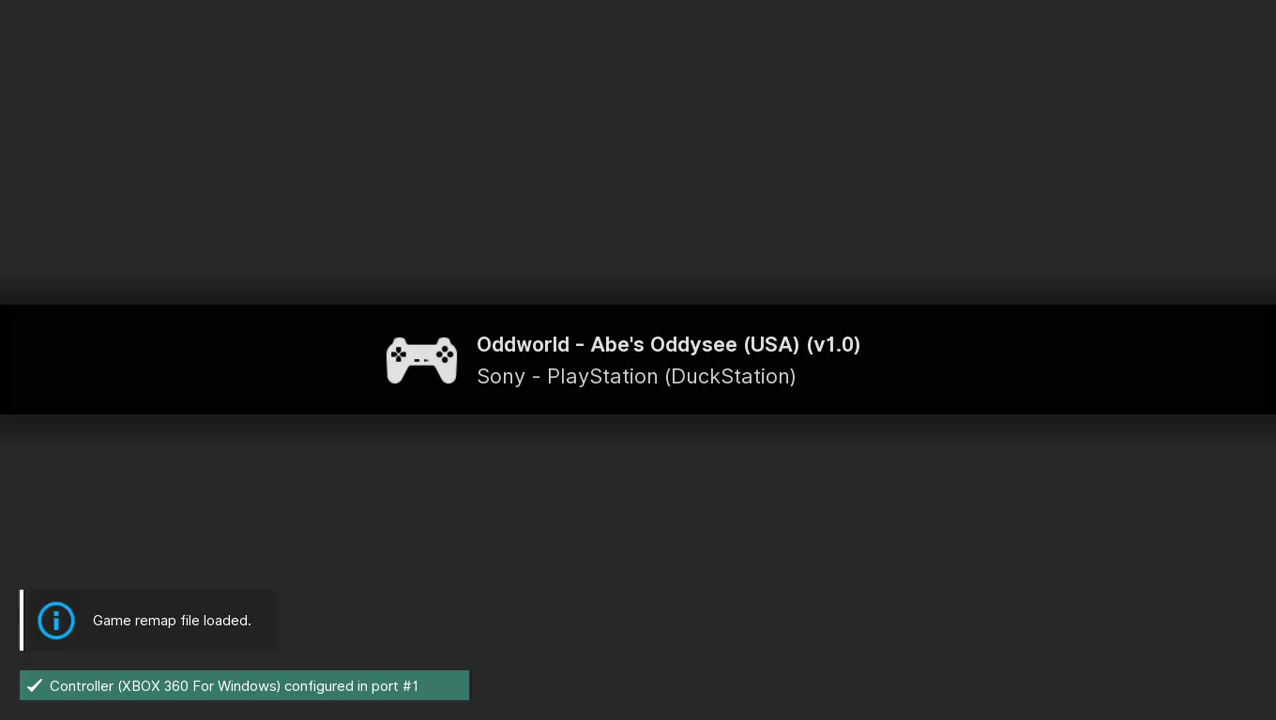 Oddworld - Abe's Oddysee (USA) (v1.0)
Sony - PlayStation (DuckStation)
Game remap file loaded.
Controller (XBOX 360 For Windows) configured in port #1